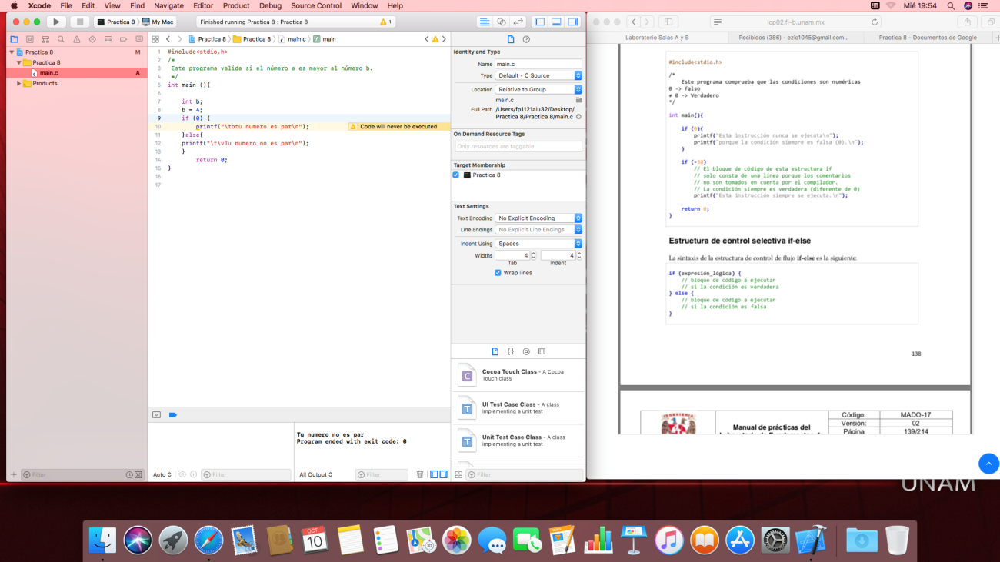 Xcode File Edit View Find Navigate Editor Product Debug Source Control Window Help
Mié 19:54
Practica 8 〉 My Mac
Finished running Practica 8 : Practica 8
1
Practica 8 M
Practica 8
main.c A
Products
Filter
Practica 8 〉 Practica 8 〉 main.c 〉 main
1 #include<stdio.h>
2 /*
3 Este programa valida si el número a es mayor al número b.
4 */
5 int main (){
6
7 int b;
8 b = 4;
9 if (0) {
10 printf("\tbtu numero es par\n"); Code will never be executed
11 }else{
12 printf("\t\vTu numero no es par\n");
13 }
14 return 0;
15 }
16
17
Tu numero no es par
Program ended with exit code: 0
Auto
Filter
All Output
Filter
Identity and Type
Name main.c
Type Default - C Source
Location Relative to Group
main.c
Full Path /Users/fp1121alu32/Desktop/
Practica 8/Practica 8/main.c
On Demand Resource Tags
Only resources are taggable
Target Membership
Practica 8
Text Settings
Text Encoding No Explicit Encoding
Line Endings No Explicit Line Endings
Indent Using Spaces
Widths 4 4
Tab Indent
Wrap lines
{ }
C
Cocoa Touch Class - A Cocoa
Touch class
T
UI Test Case Class - A class
implementing a unit test
T
Unit Test Case Class - A class
implementing a unit test
Filter
icp02.fi-b.unam.mx
Laboratorio Salas A y B
Recibidos (386) - ezio1045@gmail.com...
Practica 8 - Documentos de Google
#include<stdio.h>
/*
Este programa comprueba que las condiciones son numéricas
0 -> falso
≠ 0 -> Verdadero
*/
int main(){
if (0){
printf("Esta instrucción nunca se ejecuta\n");
printf("porque la condición siempre es falsa (0).\n");
}
if (-38)
// El bloque de código de esta estructura if
// solo consta de una línea porque los comentarios
// no son tomados en cuenta por el compilador.
// La condición siempre es verdadera (diferente de 0)
printf("Esta instrucción siempre se ejecuta.\n");
return 0;
}
Estructura de control selectiva if-else
La sintaxis de la estructura de control de flujo if-else es la siguiente:
if (expresión_lógica) {
// bloque de código a ejecutar
// si la condición es verdadera
} else {
// bloque de código a ejecutar
// si la condición es falsa
}
138
INGENIERIA
Manual de prácticas del
Código: MADO-17
Versión: 02
Página 139/214
UNAM
OCT
10